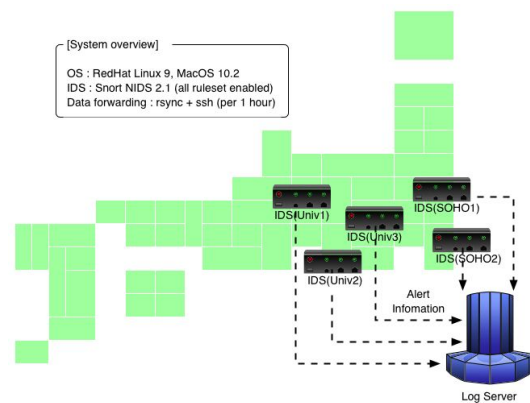 [System overview]
OS : RedHat Linux 9, MacOS 10.2
IDS : Snort NIDS 2.1 (all ruleset enabled)
Data forwarding : rsync + ssh (per 1 hour)
IDS(Univ1)
IDS(SOHO1)
IDS(Univ3)
IDS(SOHO2)
IDS(Univ2)
Alert
Infomation
Log Server